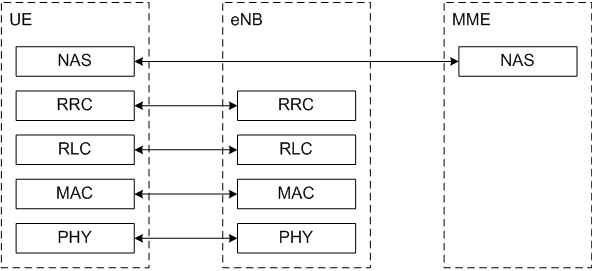 UE eNB MME
NAS NAS
RRC RRC
RLC RLC
MAC MAC
PHY PHY